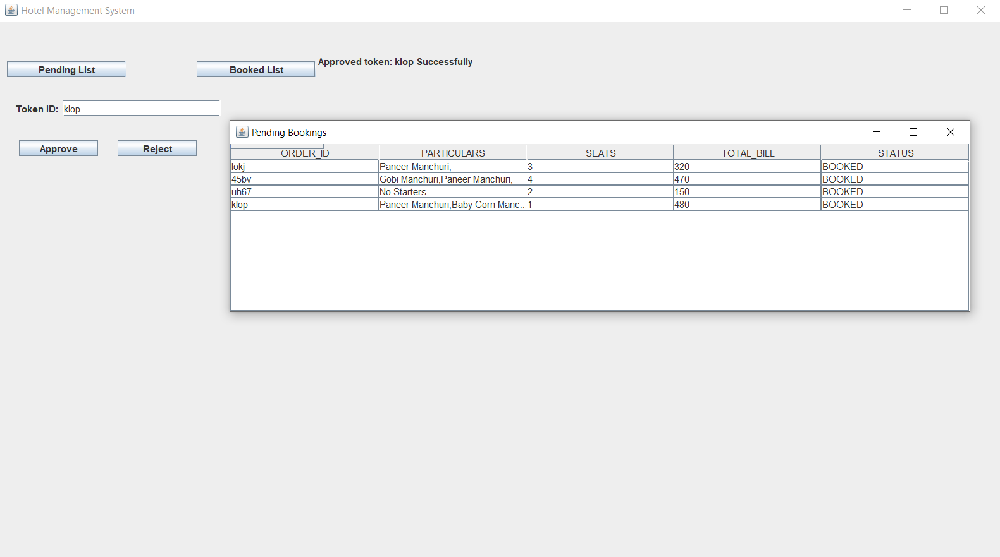 Hotel Management System
Pending List
Booked List
Approved token: klop Successfully
Token ID:
klop
Approve
Reject
Pending Bookings
ORDER_ID PARTICULARS SEATS TOTAL_BILL STATUS
lokj Paneer Manchuri, 3 320 BOOKED
45bv Gobi Manchuri,Paneer Manchuri, 4 470 BOOKED
uh67 No Starters 2 150 BOOKED
klop Paneer Manchuri,Baby Corn Manc... 1 480 BOOKED